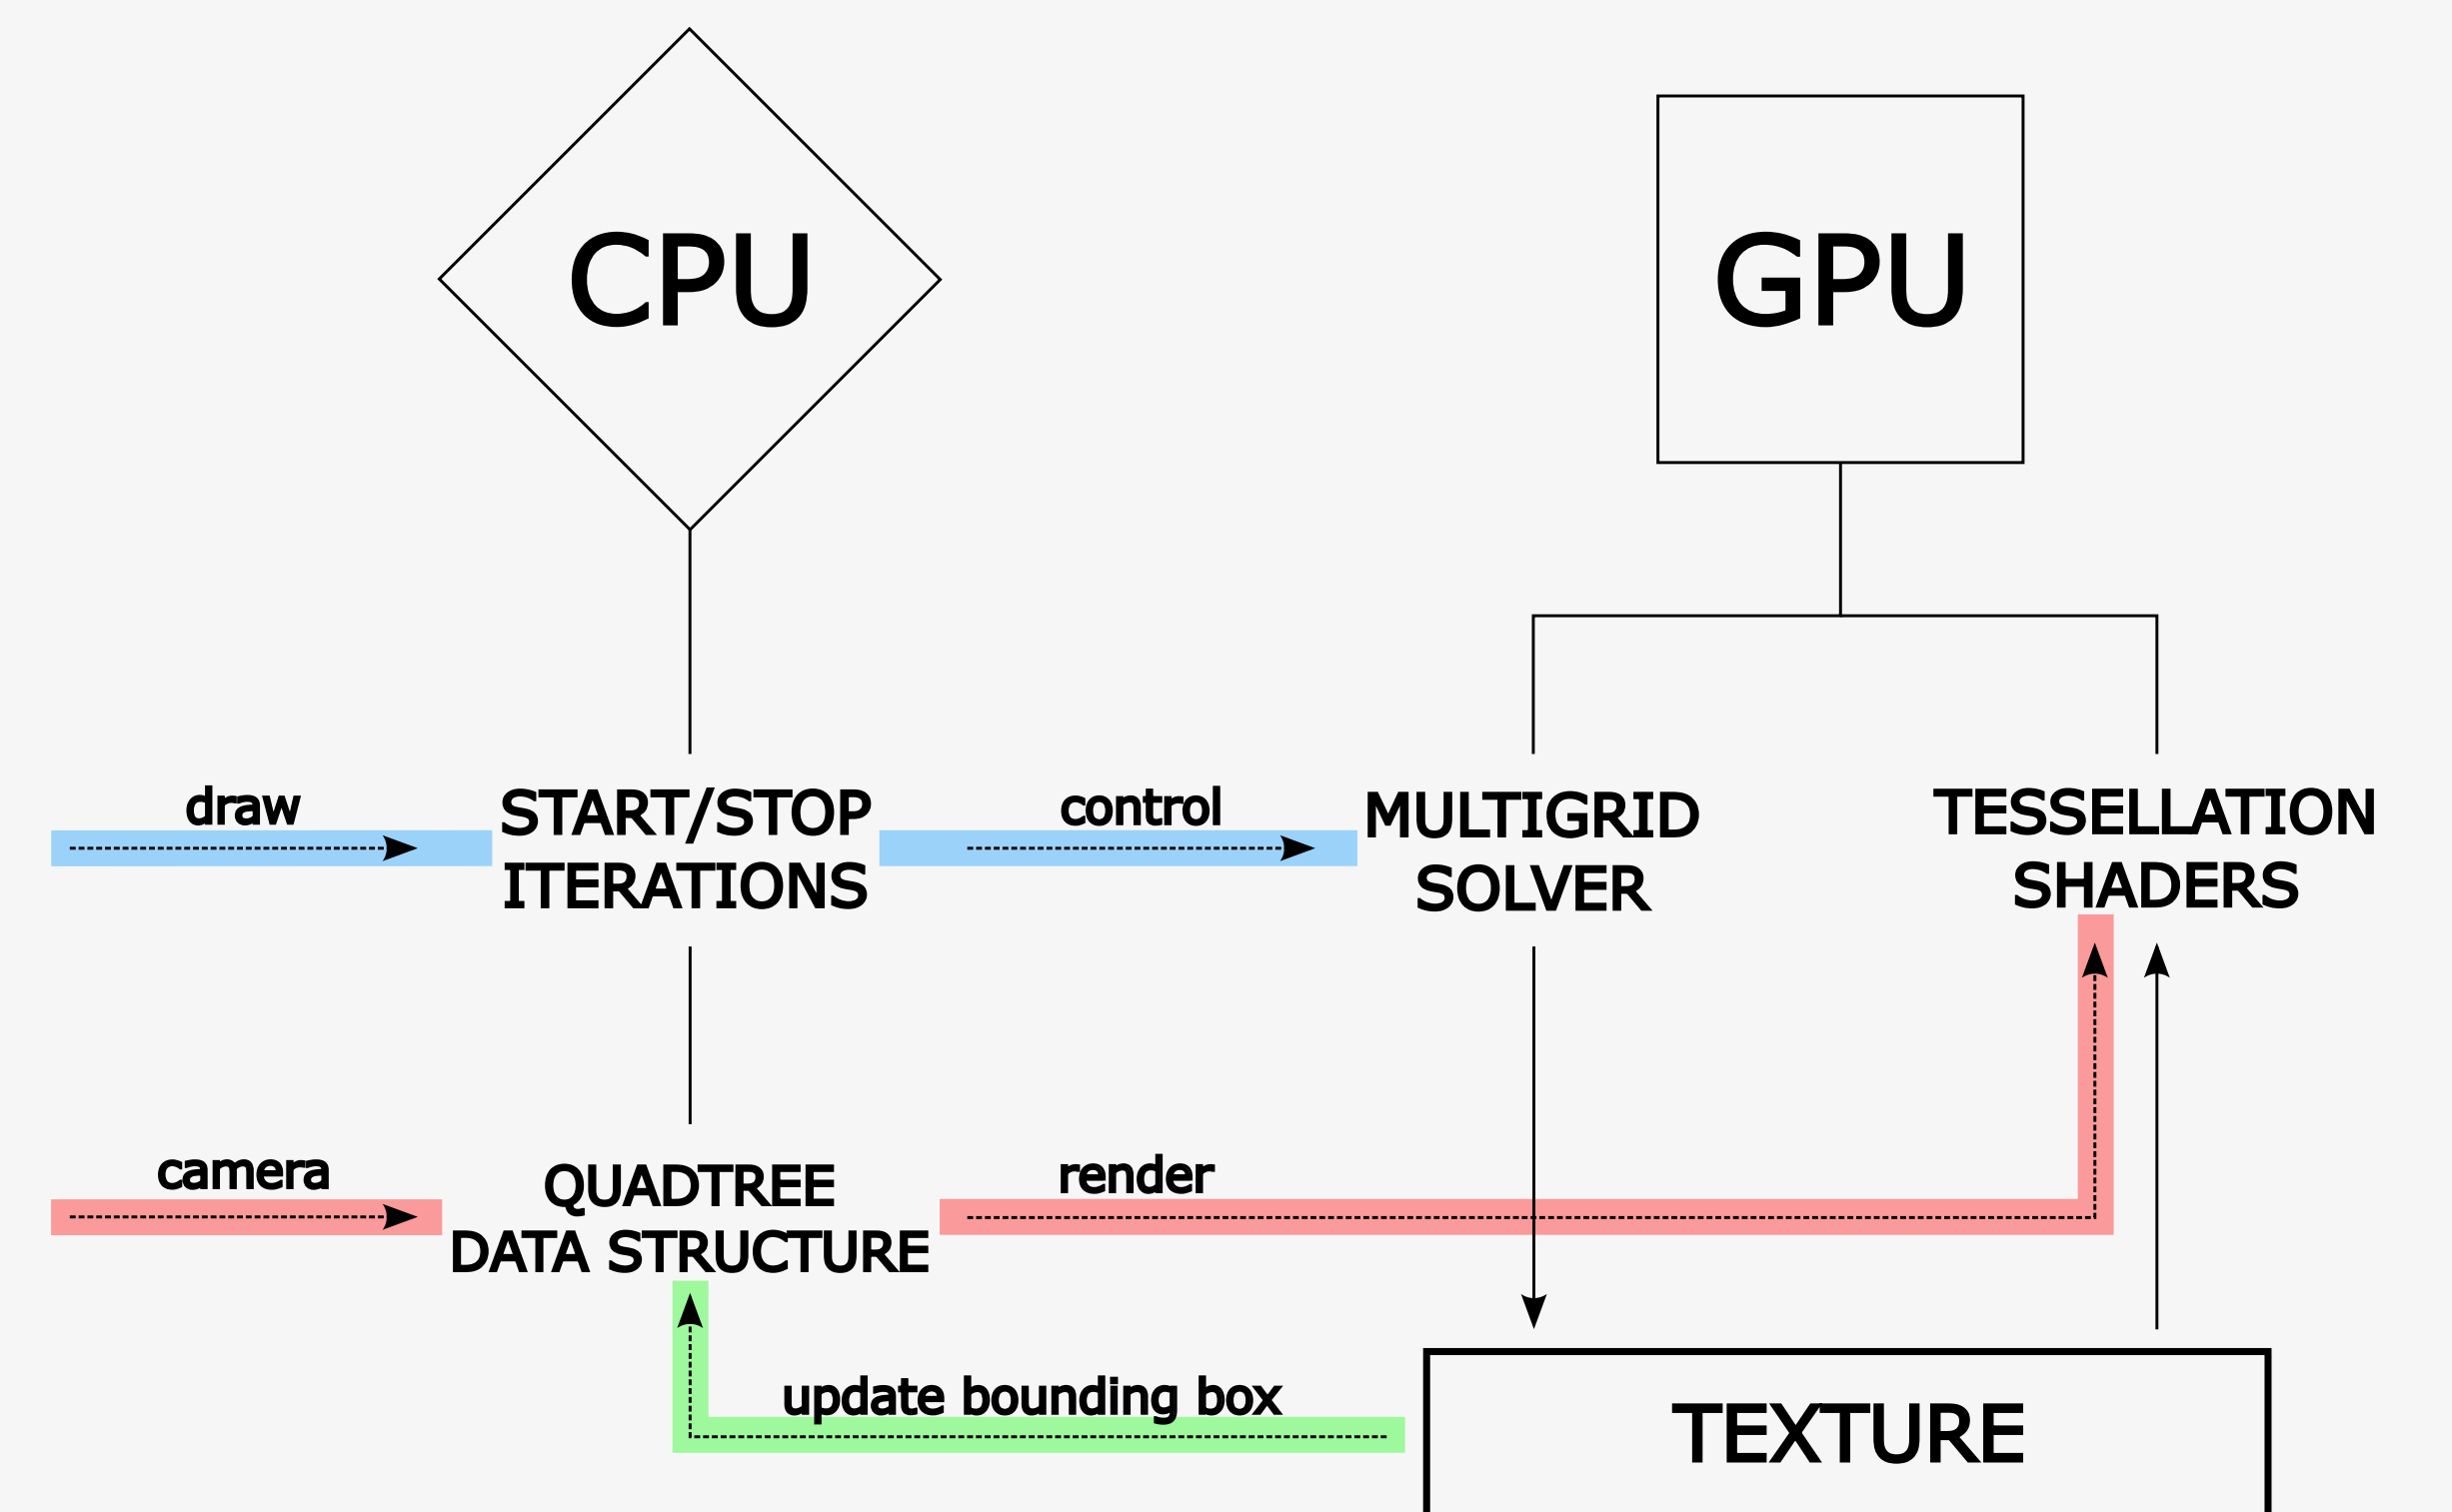 CPU
GPU
draw
START/STOP
ITERATIONS
control
MULTIGRID
SOLVER
TESSELLATION
SHADERS
camera
QUADTREE
DATA STRUCTURE
render
update bounding box
TEXTURE